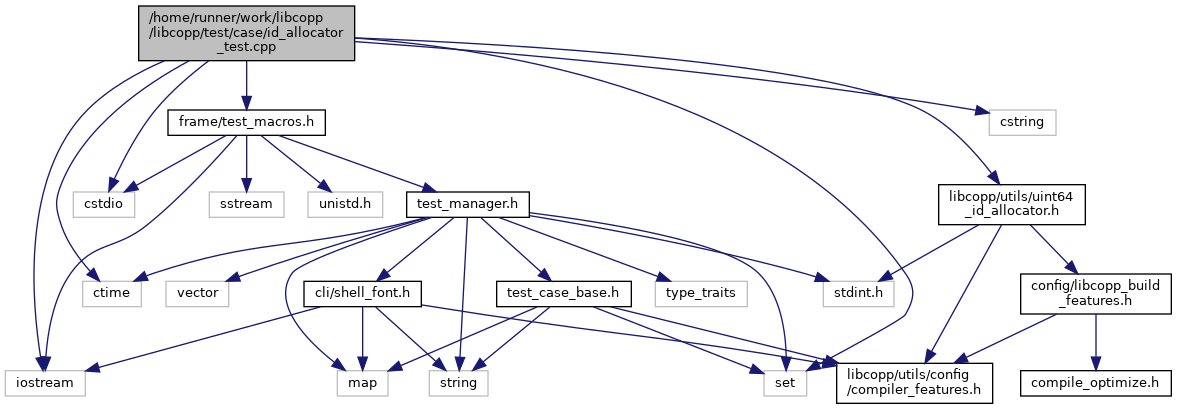 /home/runner/work/libcopp
/libcopp/test/case/id_allocator
_test.cpp
frame/test_macros.h
cstring
cstdio
sstream
unistd.h
test_manager.h
libcopp/utils/uint64
_id_allocator.h
ctime
vector
cli/shell_font.h
test_case_base.h
type_traits
stdint.h
config/libcopp_build
_features.h
iostream
map
string
set
libcopp/utils/config
/compiler_features.h
compile_optimize.h